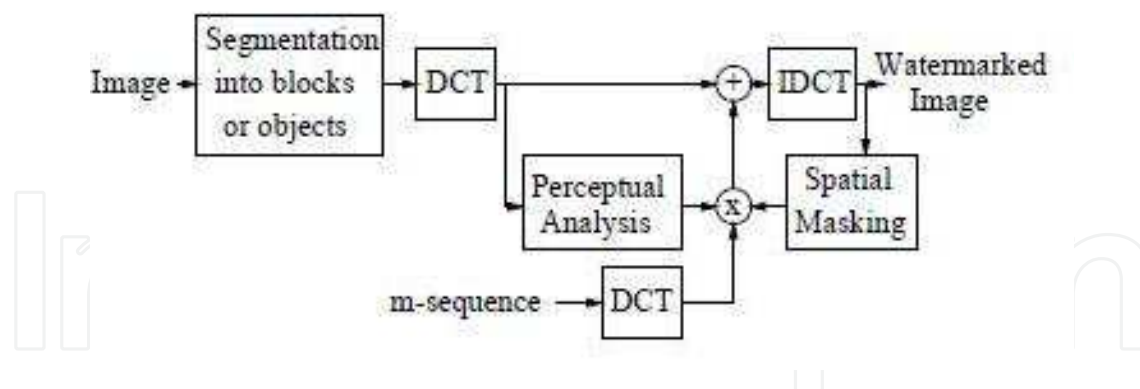 Segmentation
into blocks
or objects
Image
DCT
+
IDCT
Watermarked
Image
Perceptual
Analysis
x
Spatial
Masking
m-sequence
DCT